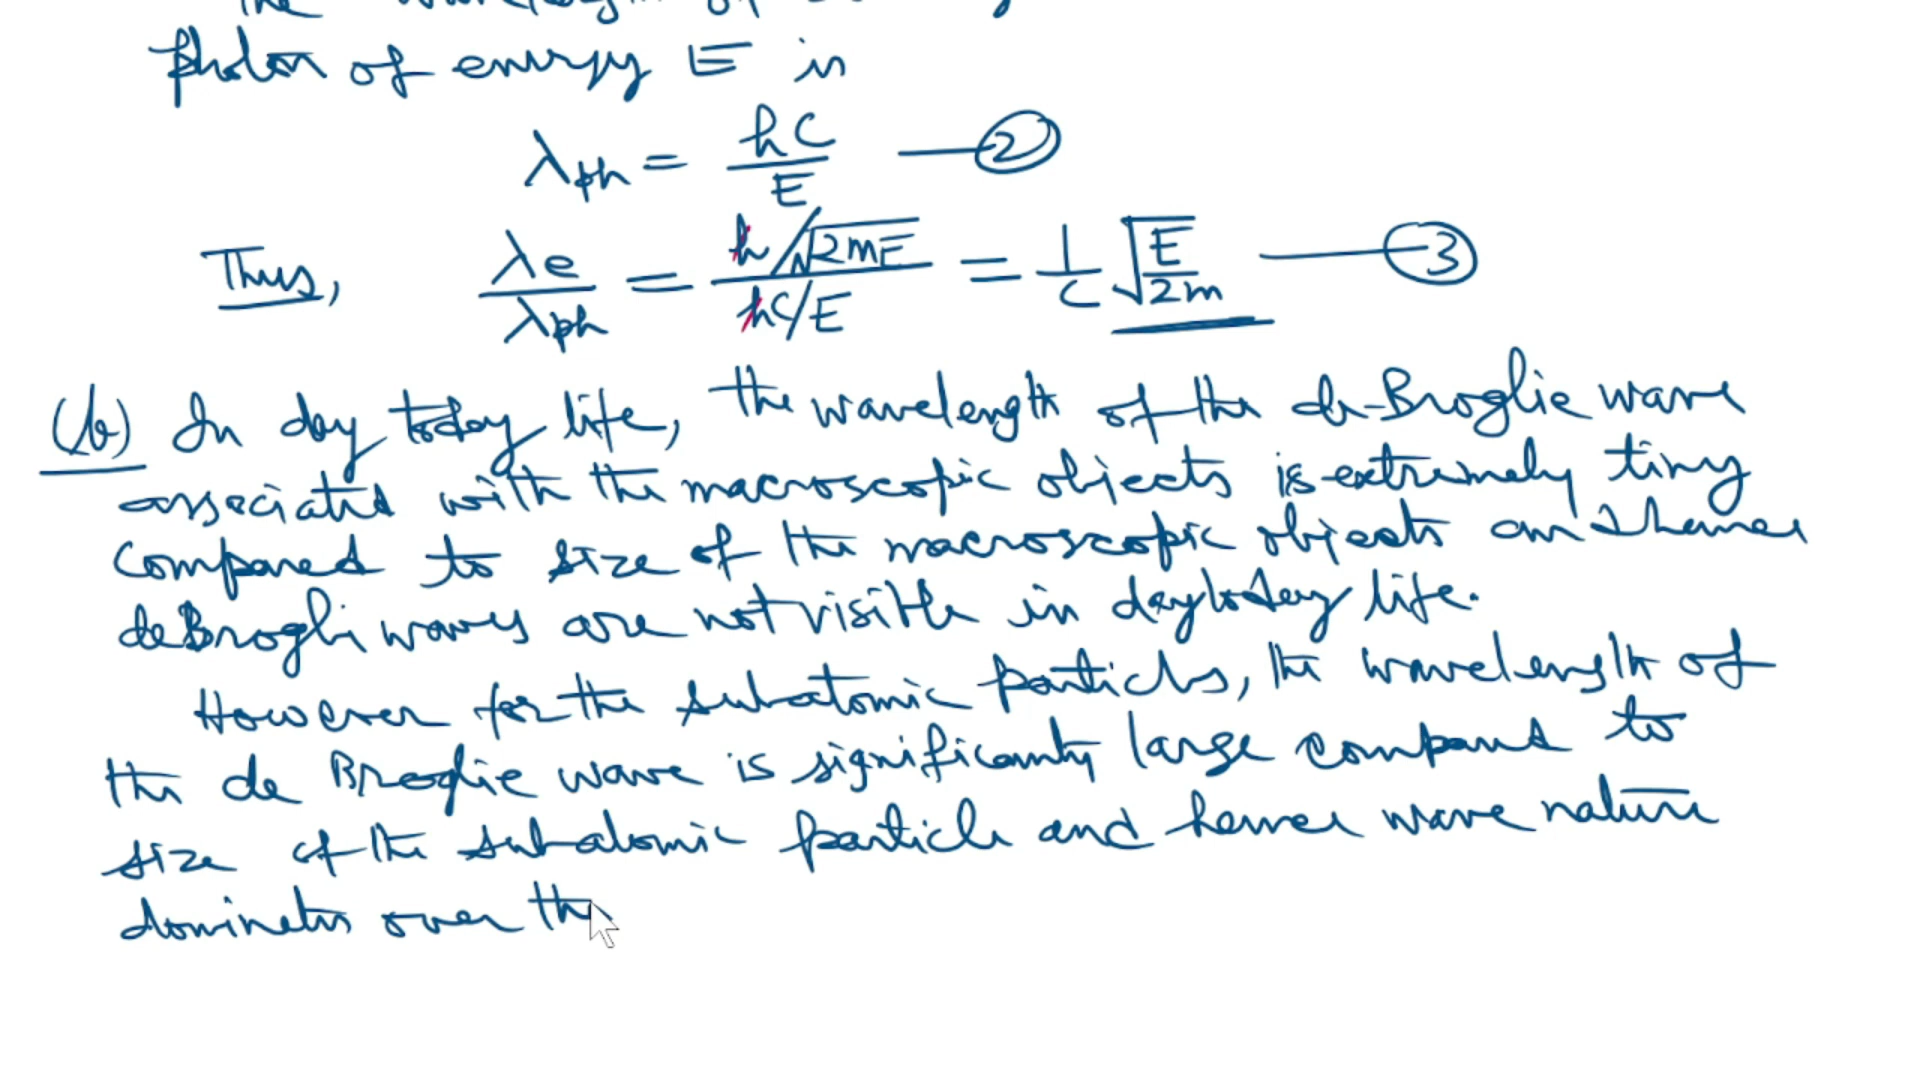 photon of energy E is
λph = hc/E — ②
Thus, λe/λph = (h/√2mE)/(hc/E) = 1/c √(E/2m) — ③
(b) In day today life, the wavelength of the de-Broglie wave
associated with the macroscopic objects is extremely tiny
compared to size of the macroscopic objects and hence
deBroglie waves are not visible in daytoday life.
However for the subatomic particles, the wavelength of
the de Broglie wave is significantly large compared to
size of the subatomic particle and hence wave nature
dominates over the